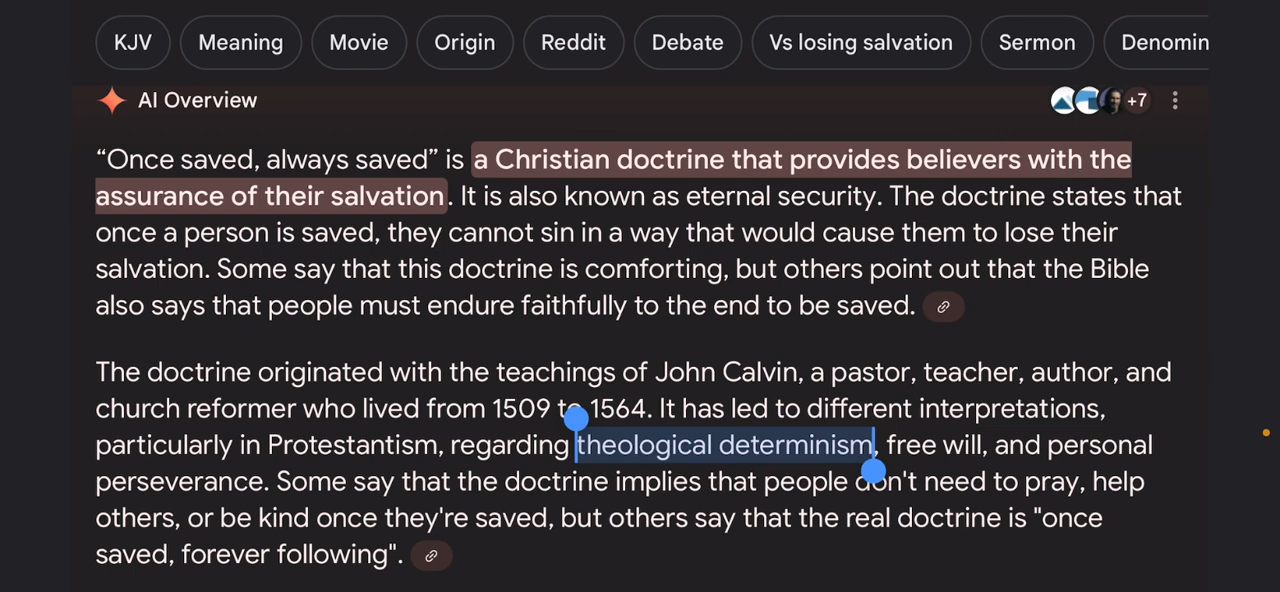 KJV Meaning Movie Origin Reddit Debate Vs losing salvation Sermon Denomin
AI Overview +7
“Once saved, always saved” is a Christian doctrine that provides believers with the
assurance of their salvation. It is also known as eternal security. The doctrine states that
once a person is saved, they cannot sin in a way that would cause them to lose their
salvation. Some say that this doctrine is comforting, but others point out that the Bible
also says that people must endure faithfully to the end to be saved.
The doctrine originated with the teachings of John Calvin, a pastor, teacher, author, and
church reformer who lived from 1509 to 1564. It has led to different interpretations,
particularly in Protestantism, regarding theological determinism, free will, and personal
perseverance. Some say that the doctrine implies that people don't need to pray, help
others, or be kind once they're saved, but others say that the real doctrine is "once
saved, forever following".